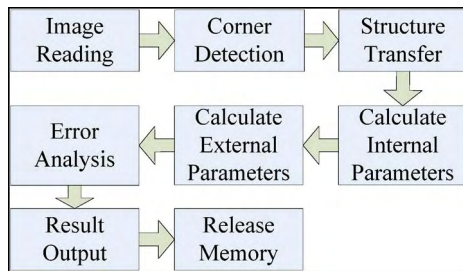 Image
Reading
Corner
Detection
Structure
Transfer
Calculate
Internal
Parameters
Calculate
External
Parameters
Error
Analysis
Result
Output
Release
Memory